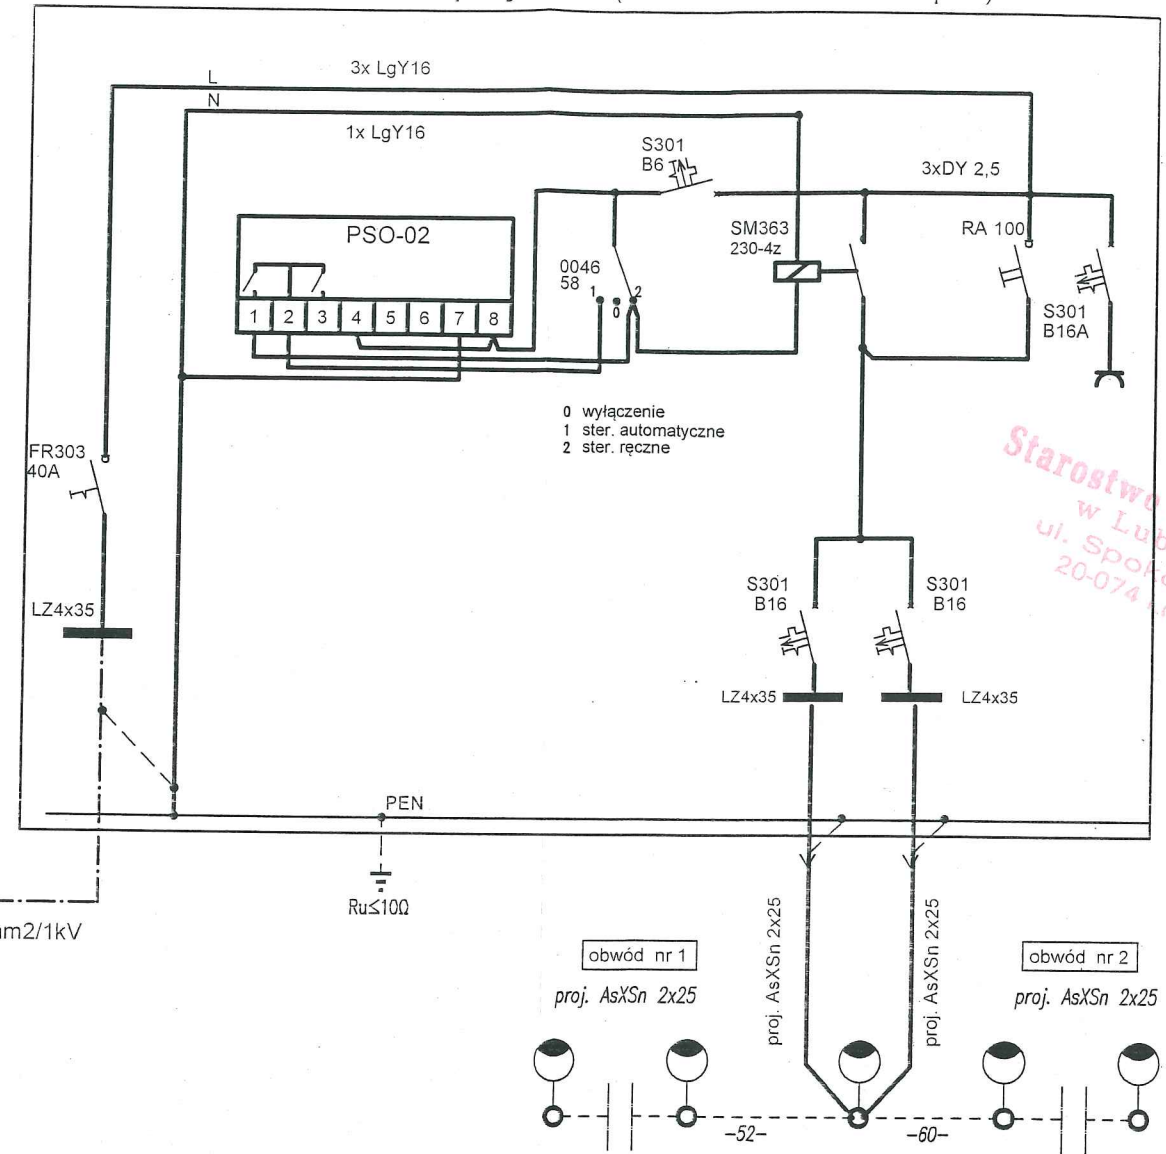 L
3x LgY16
N
1x LgY16
S301
B6
3xDY 2,5
PSO-02
SM363
230-4z
RA 100
0046
58
1
0
2
1 2 3 4 5 6 7 8
S301
B16A
0 wyłączenie
1 ster. automatyczne
2 ster. ręczne
FR303
40A
Starostwo
w Lub
ul. Spoko
20-074
S301
B16
S301
B16
LZ4x35
LZ4x35
LZ4x35
PEN
Ru≤10Ω
m2/1kV
proj. AsXSn 2x25
proj. AsXSn 2x25
obwód nr 1
proj. AsXSn 2x25
obwód nr 2
proj. AsXSn 2x25
-52-
-60-